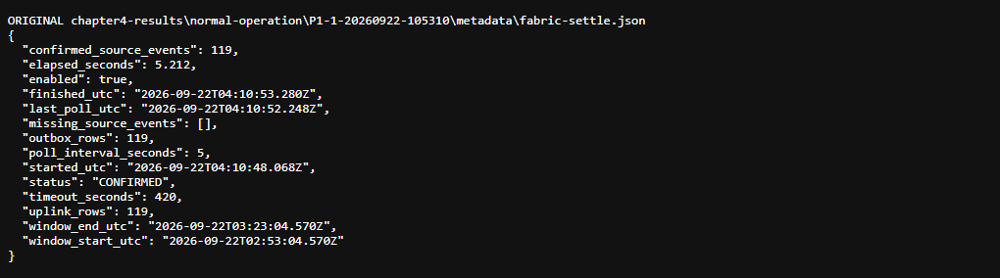 ORIGINAL chapter4-results\normal-operation\P1-1-20260922-105310\metadata\fabric-settle.json
{
  "confirmed_source_events": 119,
  "elapsed_seconds": 5.212,
  "enabled": true,
  "finished_utc": "2026-09-22T04:10:53.280Z",
  "last_poll_utc": "2026-09-22T04:10:52.248Z",
  "missing_source_events": [],
  "outbox_rows": 119,
  "poll_interval_seconds": 5,
  "started_utc": "2026-09-22T04:10:48.068Z",
  "status": "CONFIRMED",
  "timeout_seconds": 420,
  "uplink_rows": 119,
  "window_end_utc": "2026-09-22T03:23:04.570Z",
  "window_start_utc": "2026-09-22T02:53:04.570Z"
}